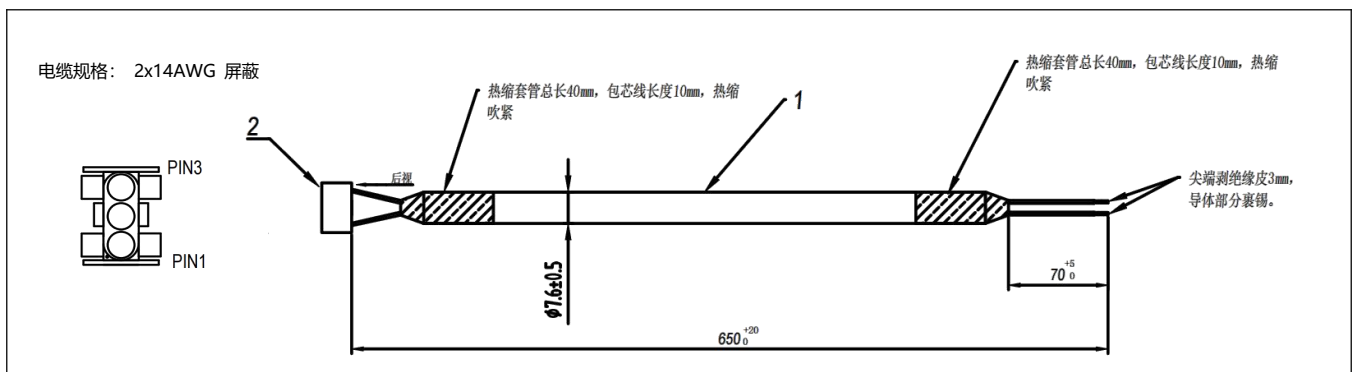 电缆规格： 2x14AWG 屏蔽
热缩套管总长40mm，包芯线长度10mm，热缩
吹紧
1
热缩套管总长40mm，包芯线长度10mm，热缩
吹紧
2
PIN3
后视
尖端剥绝缘皮3mm，
导体部分裹锡。
PIN1
φ7.6±0.5
70 +5 0
650 +20 0